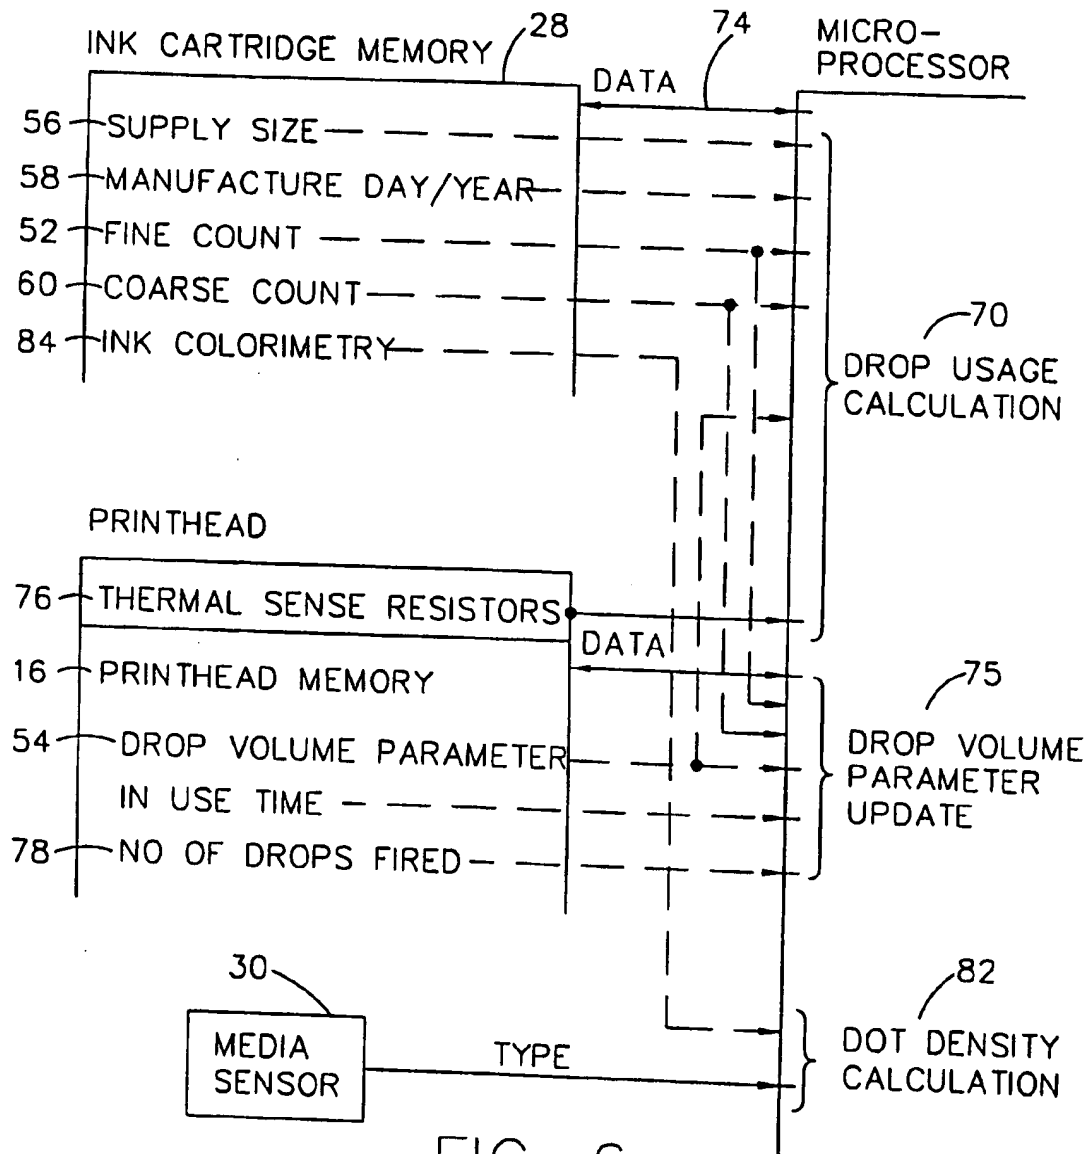 INK CARTRIDGE MEMORY
28
74
MICRO-
PROCESSOR
DATA
56 SUPPLY SIZE
58 MANUFACTURE DAY/YEAR
52 FINE COUNT
60 COARSE COUNT
84 INK COLORIMETRY
70
DROP USAGE
CALCULATION
PRINTHEAD
76 THERMAL SENSE RESISTORS
DATA
16 PRINTHEAD MEMORY
54 DROP VOLUME PARAMETER
IN USE TIME
78 NO OF DROPS FIRED
75
DROP VOLUME
PARAMETER
UPDATE
30
MEDIA
SENSOR
TYPE
82
DOT DENSITY
CALCULATION
FIG